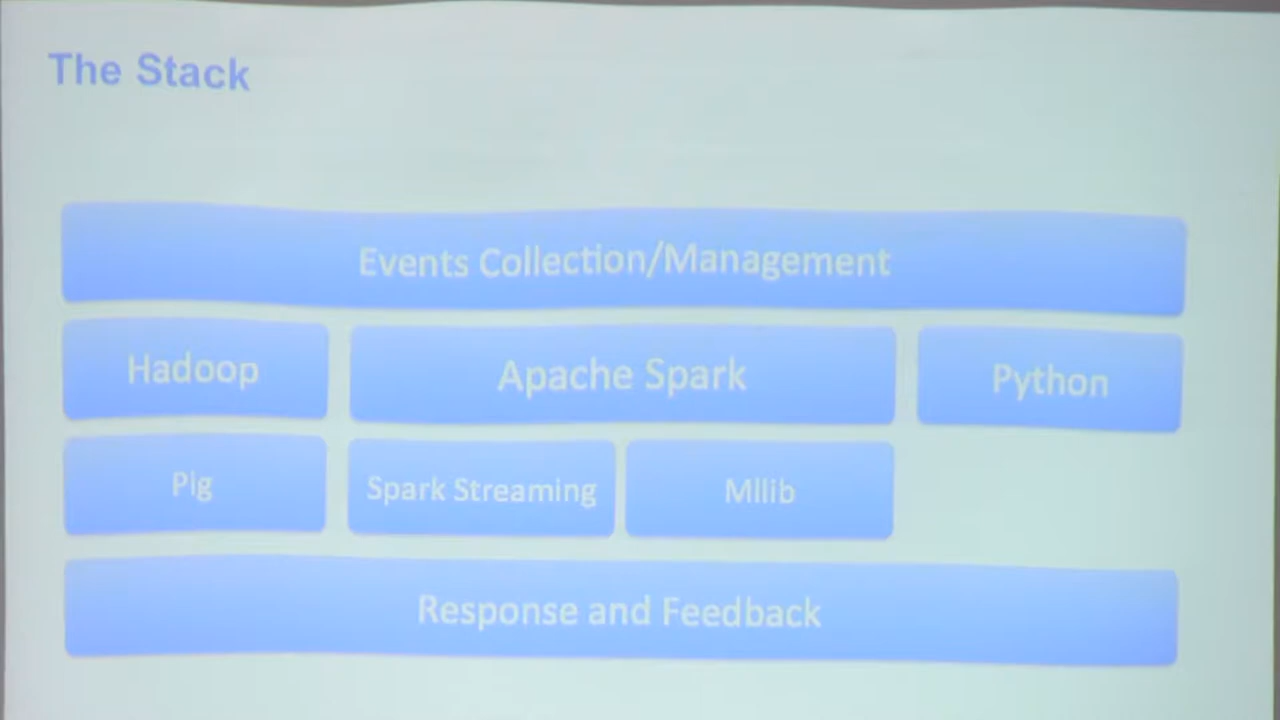 The Stack
Events Collection/Management
Hadoop
Apache Spark
Python
Pig
Spark Streaming
Mllib
Response and Feedback